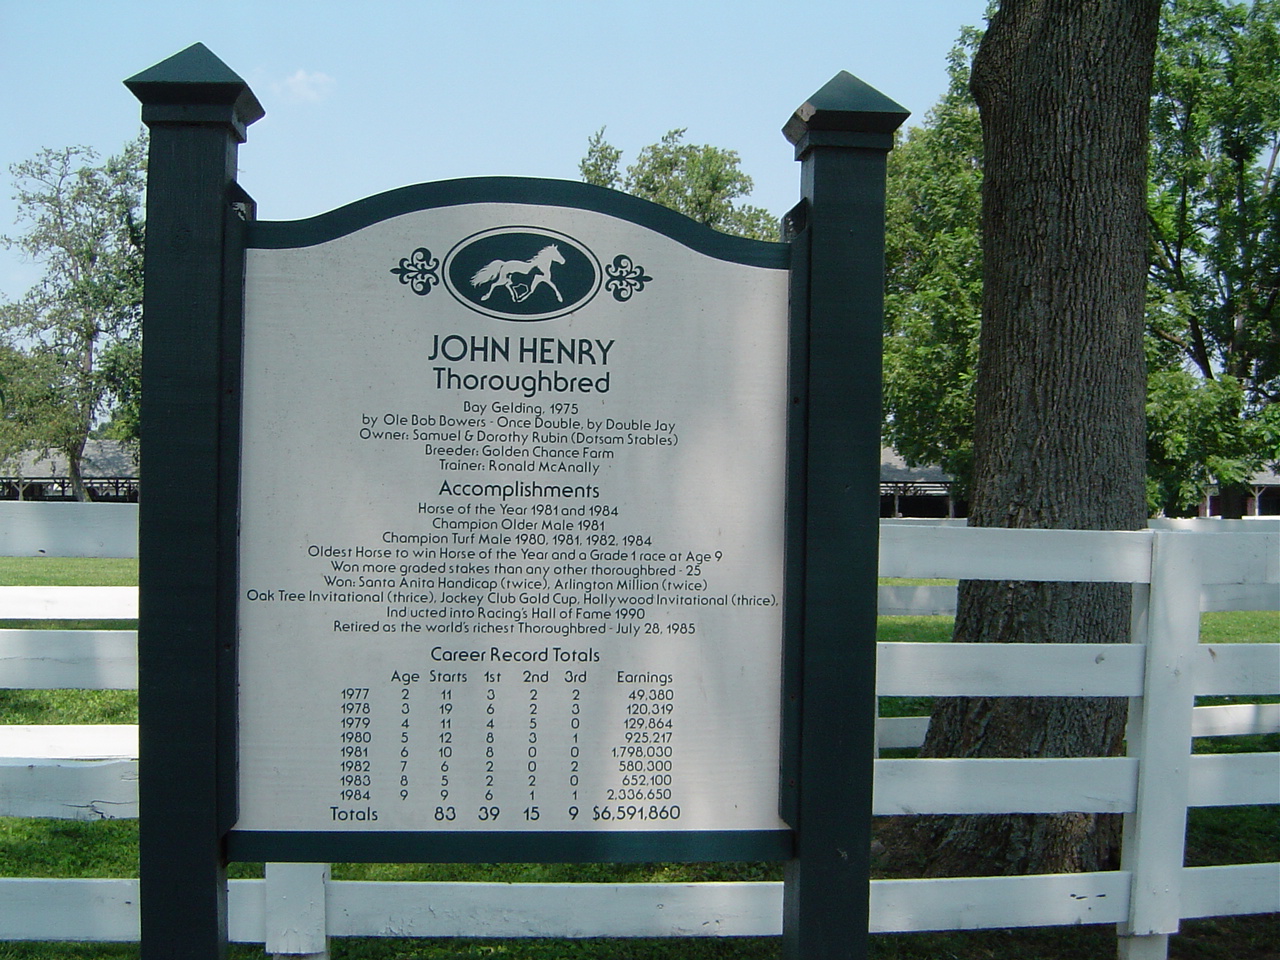 JOHN HENRY
Thoroughbred
Bay Gelding, 1975
by Ole Bob Bowers - Once Double, by Double Jay
Owner: Samuel & Dorothy Rubin (Dotsam Stables)
Breeder: Golden Chance Farm
Trainer: Ronald McAnally
Accomplishments
Horse of the Year 1981 and 1984
Champion Older Male 1981
Champion Turf Male 1980, 1981, 1982, 1984
Oldest Horse to win Horse of the Year and a Grade 1 race at Age 9
Won more graded stakes than any other thoroughbred - 25
Won: Santa Anita Handicap (twice), Arlington Million (twice)
Oak Tree Invitational (thrice), Jockey Club Gold Cup, Hollywood Invitational (thrice),
Inducted into Racing's Hall of Fame 1990
Retired as the world's richest Thoroughbred - July 28, 1985
Career Record Totals
Age Starts 1st 2nd 3rd Earnings
1977 2 11 3 2 2 49,380
1978 3 19 6 2 3 120,319
1979 4 11 4 5 0 129,864
1980 5 12 8 3 1 925,217
1981 6 10 8 0 0 1,798,030
1982 7 6 2 0 2 580,300
1983 8 5 2 2 0 652,100
1984 9 9 6 1 1 2,336,650
Totals 83 39 15 9 $6,591,860